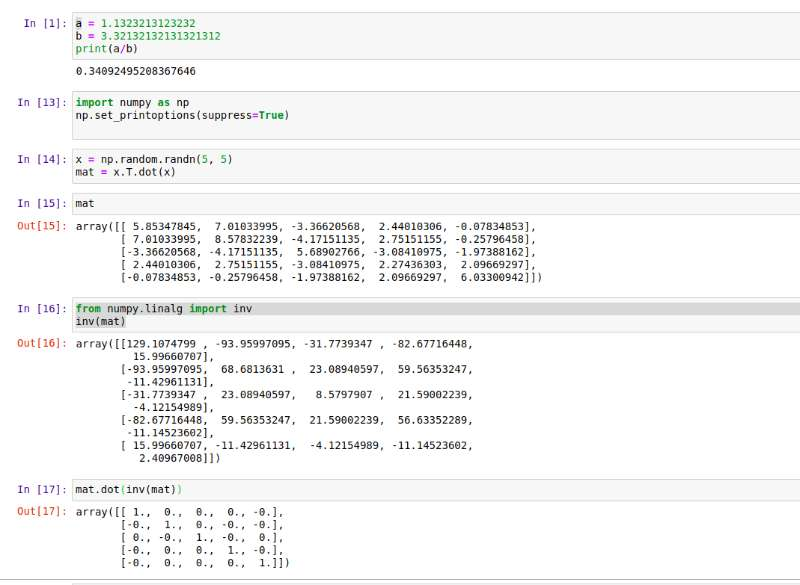 In [1]: a = 1.1323213123232
b = 3.32132132131321312
print(a/b)
0.34092495208367646
In [13]: import numpy as np
np.set_printoptions(suppress=True)
In [14]: x = np.random.randn(5, 5)
mat = x.T.dot(x)
In [15]: mat
Out[15]: array([[ 5.85347845,  7.01033995, -3.36620568,  2.44010306, -0.07834853],
[ 7.01033995,  8.57832239, -4.17151135,  2.75151155, -0.25796458],
[-3.36620568, -4.17151135,  5.68902766, -3.08410975, -1.97388162],
[ 2.44010306,  2.75151155, -3.08410975,  2.27436303,  2.09669297],
[-0.07834853, -0.25796458, -1.97388162,  2.09669297,  6.03300942]])
In [16]: from numpy.linalg import inv
inv(mat)
Out[16]: array([[129.1074799 , -93.95997095, -31.7739347 , -82.67716448,
15.99660707],
[-93.95997095,  68.6813631 ,  23.08940597,  59.56353247,
-11.42961131],
[-31.7739347 ,  23.08940597,   8.5797907 ,  21.59002239,
-4.12154989],
[-82.67716448,  59.56353247,  21.59002239,  56.63352289,
-11.14523602],
[ 15.99660707, -11.42961131,  -4.12154989, -11.14523602,
2.40967008]])
In [17]: mat.dot(inv(mat))
Out[17]: array([[ 1.,  0.,  0.,  0., -0.],
[-0.,  1.,  0., -0., -0.],
[ 0., -0.,  1., -0.,  0.],
[-0.,  0.,  0.,  1., -0.],
[-0.,  0.,  0.,  0.,  1.]])